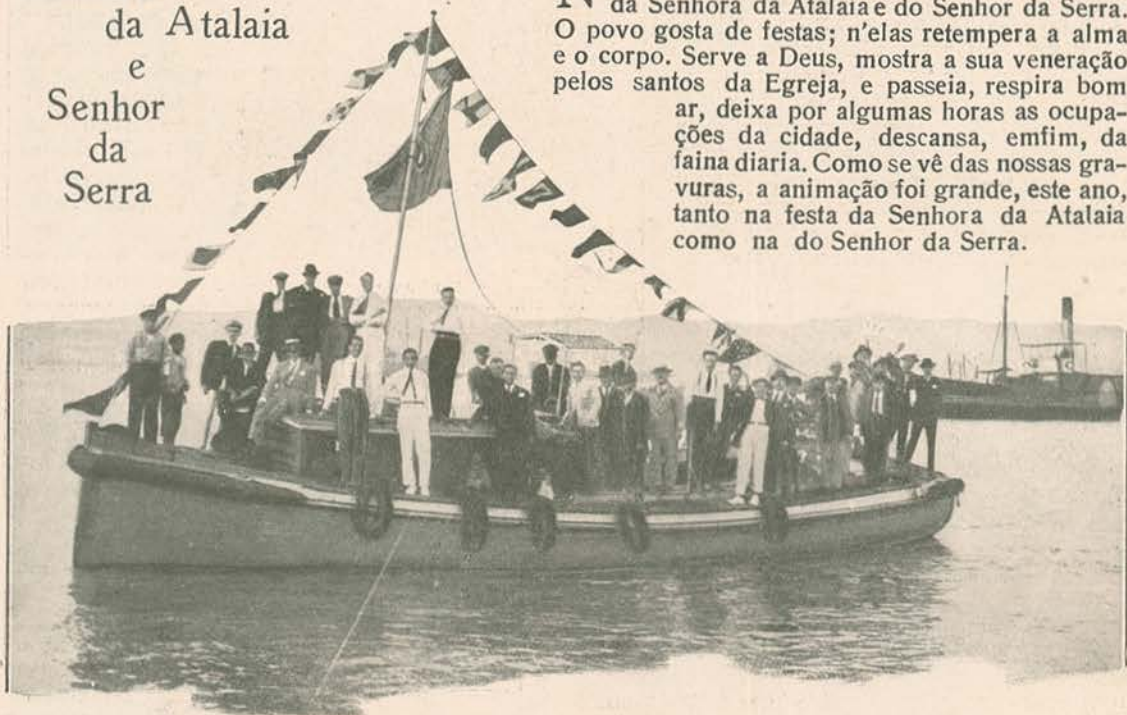 da Atalaia
e
Senhor
da
Serra
N
da Senhora da Atalaia e do Senhor da Serra.
O povo gosta de festas; n'elas retempera a alma
e o corpo. Serve a Deus, mostra a sua veneração
pelos santos da Egreja, e passeia, respira bom
ar, deixa por algumas horas as ocupa-
ções da cidade, descansa, emfim, da
faina diaria. Como se vê das nossas gra-
vuras, a animação foi grande, este ano,
tanto na festa da Senhora da Atalaia
como na do Senhor da Serra.